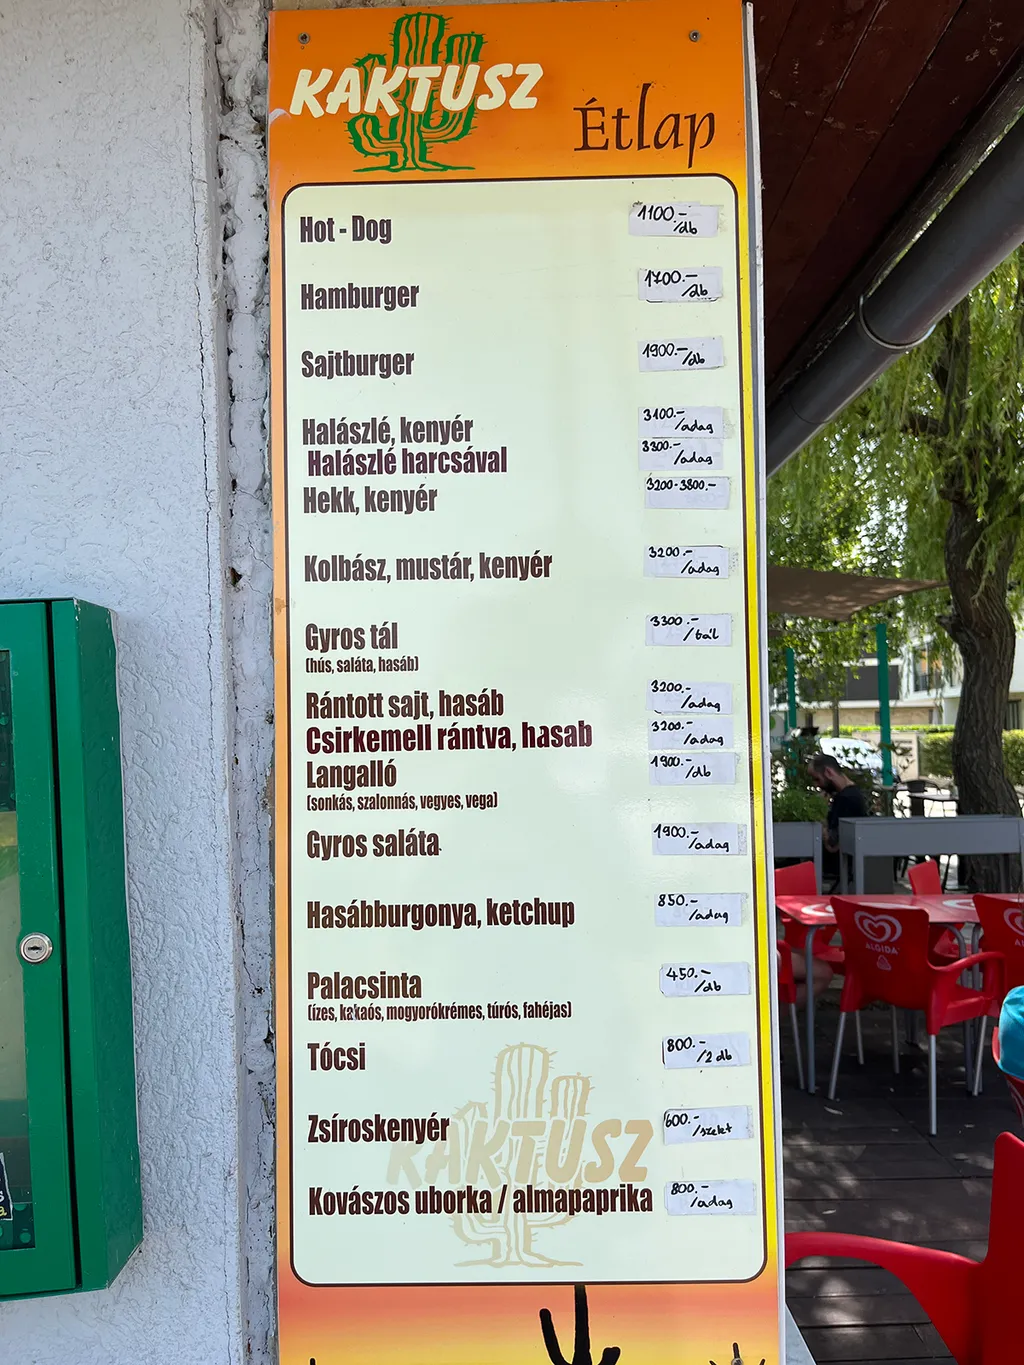 KAKTUSZ
Étlap
Hot - Dog 1100.- /db
Hamburger 1700.- /db
Sajtburger 1900.- /db
Halászlé, kenyér 3100.- /adag
Halászlé harcsával 3300.- /adag
Hekk, kenyér 3200-3800.-
Kolbász, mustár, kenyér 3200.- /adag
Gyros tál 3300.- /tál
(hús, saláta, hasáb)
Rántott sajt, hasáb 3200.- /adag
Csirkemell rántva, hasab 3200.- /adag
Langalló 1900.- /db
(sonkás, szalonnás, vegyes, vega)
Gyros saláta 1900.- /adag
Hasábburgonya, ketchup 850.- /adag
Palacsinta 450.- /db
(ízes, kakaós, mogyorókrémes, túrós, fahéjas)
Tócsi 800.- /2 db
Zsíroskenyér 600.- /szelet
KAKTUSZ
Kovászos uborka / almapaprika 800.- /adag
ALGIDA